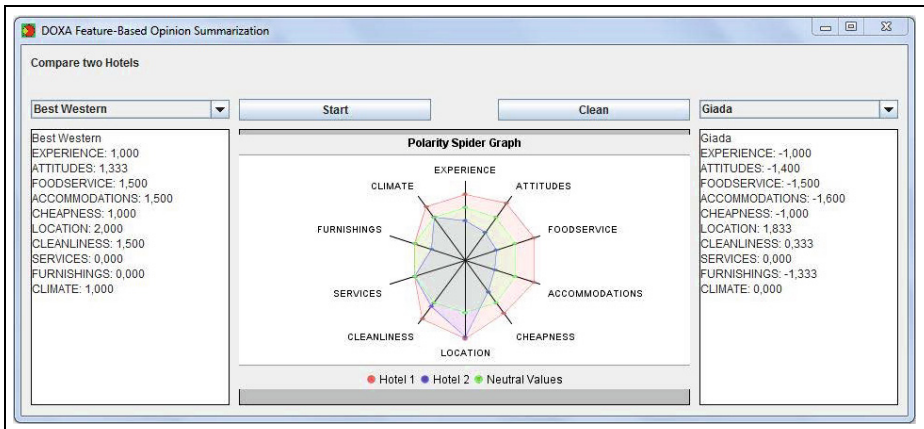 DOXA Feature-Based Opinion Summarization
Compare two Hotels
Best Western
Start
Clean
Giada
Best Western
EXPERIENCE: 1,000
ATTITUDES: 1,333
FOODSERVICE: 1,500
ACCOMMODATIONS: 1,500
CHEAPNESS: 1,000
LOCATION: 2,000
CLEANLINESS: 1,500
SERVICES: 0,000
FURNISHINGS: 0,000
CLIMATE: 1,000
Polarity Spider Graph
EXPERIENCE
CLIMATE
ATTITUDES
FURNISHINGS
FOODSERVICE
SERVICES
ACCOMMODATIONS
CLEANLINESS
CHEAPNESS
LOCATION
Hotel 1 Hotel 2 Neutral Values
Giada
EXPERIENCE: -1,000
ATTITUDES: -1,400
FOODSERVICE: -1,500
ACCOMMODATIONS: -1,600
CHEAPNESS: -1,000
LOCATION: 1,833
CLEANLINESS: 0,333
SERVICES: 0,000
FURNISHINGS: -1,333
CLIMATE: 0,000